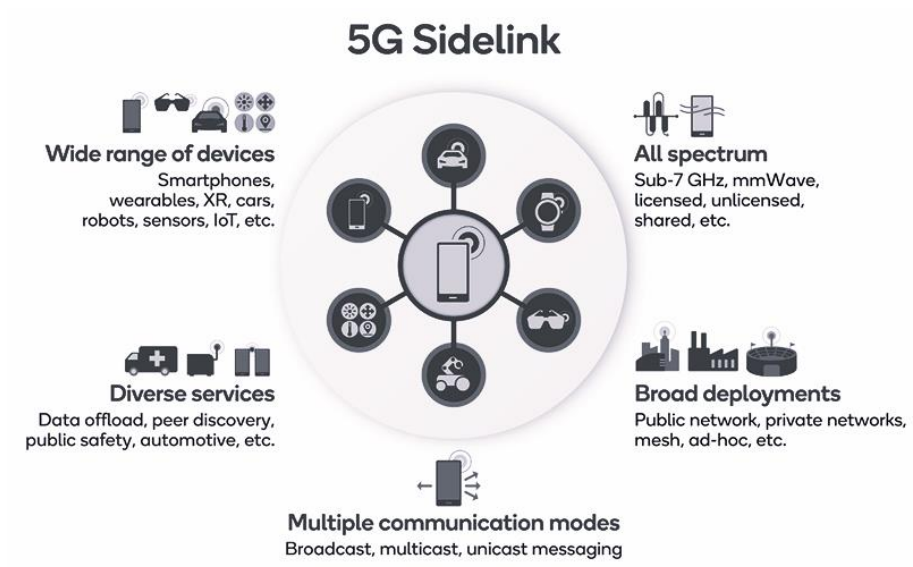 5G Sidelink
Wide range of devices
Smartphones,
wearables, XR, cars,
robots, sensors, IoT, etc.
All spectrum
Sub-7 GHz, mmWave,
licensed, unlicensed,
shared, etc.
Diverse services
Data offload, peer discovery,
public safety, automotive, etc.
Broad deployments
Public network, private networks,
mesh, ad-hoc, etc.
Multiple communication modes
Broadcast, multicast, unicast messaging